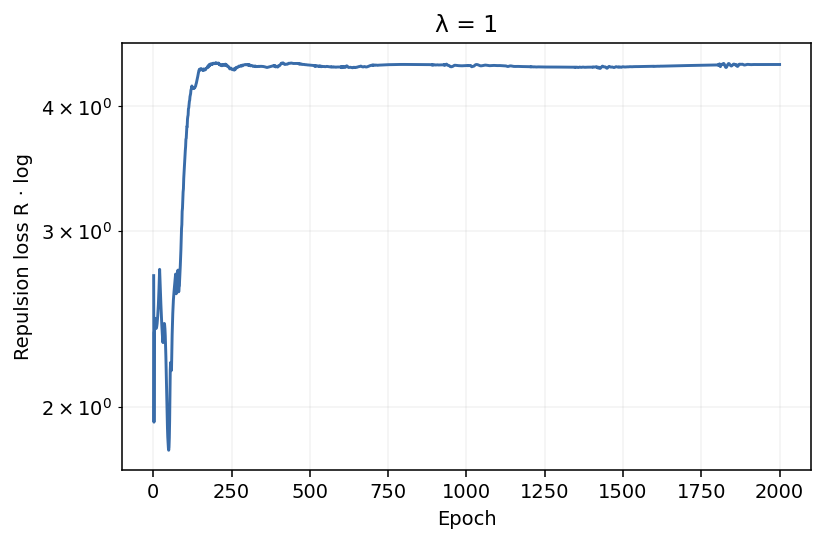 λ = 1
Repulsion loss R · log
4 × 10⁰
3 × 10⁰
2 × 10⁰
0 250 500 750 1000 1250 1500 1750 2000
Epoch